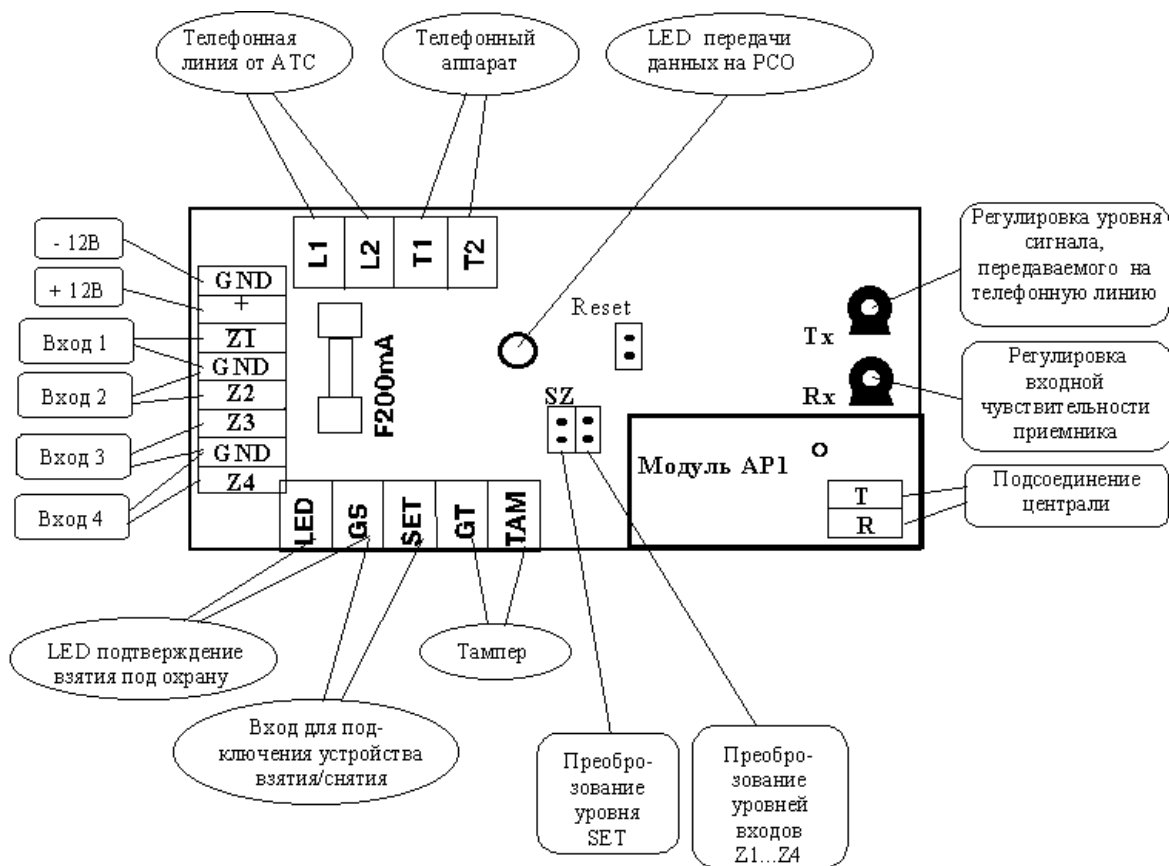 Телефонная
линия от АТС
Телефонный
аппарат
LED передачи
данных на РСО
- 12В
+ 12В
Вход 1
Вход 2
Вход 3
Вход 4
GND
+
Z1
GND
Z2
Z3
GND
Z4
L1
L2
T1
T2
F200mA
Reset
SZ
Tx
Rx
Модуль АР1
T
R
LED
GS
SET
GT
TAM
Регулировка уровня
сигнала,
передаваемого на
телефонную линию
Регулировка
входной
чувствительности
приемника
Подсоединение
централи
LED подтверждение
взятия под охрану
Вход для под-
ключения устройства
взятия/снятия
Тампер
Преобро-
зование
уровня
SET
Преобро-
зование
уровней
входов
Z1...Z4